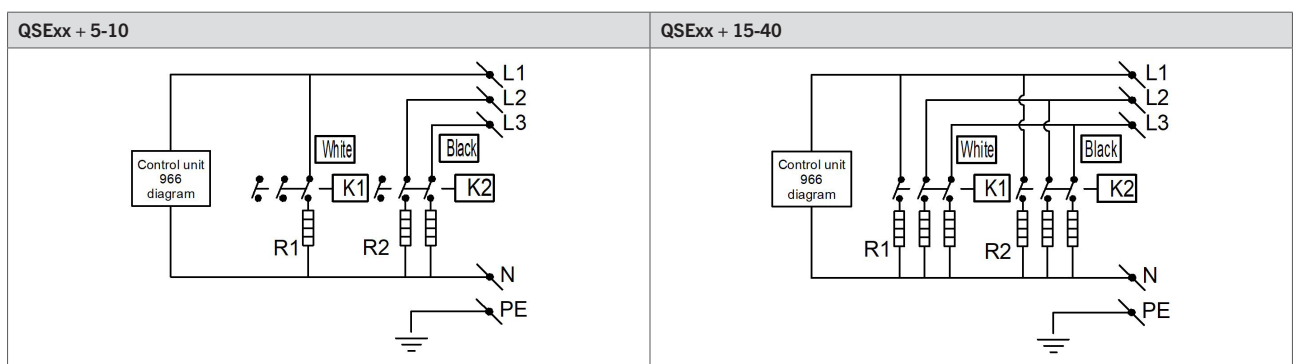 QSExx + 5-10
L1
L2
L3
White
Black
Control unit
966
diagram
K1
K2
R1
R2
N
PE
QSExx + 15-40
L1
L2
L3
White
Black
Control unit
966
diagram
K1
K2
R1
R2
N
PE